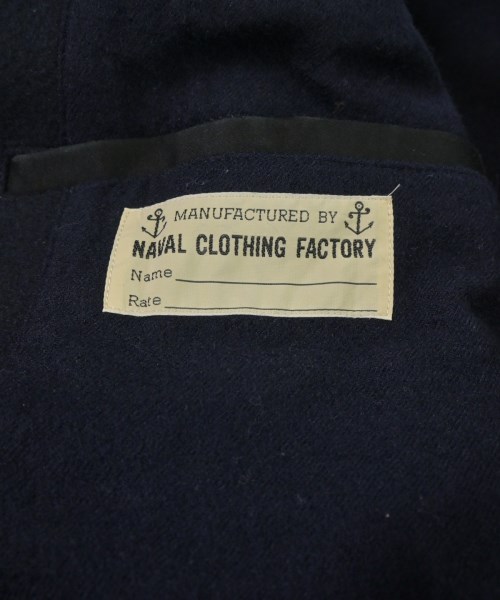 MANUFACTURED BY
NAVAL CLOTHING FACTORY
Name
Rate